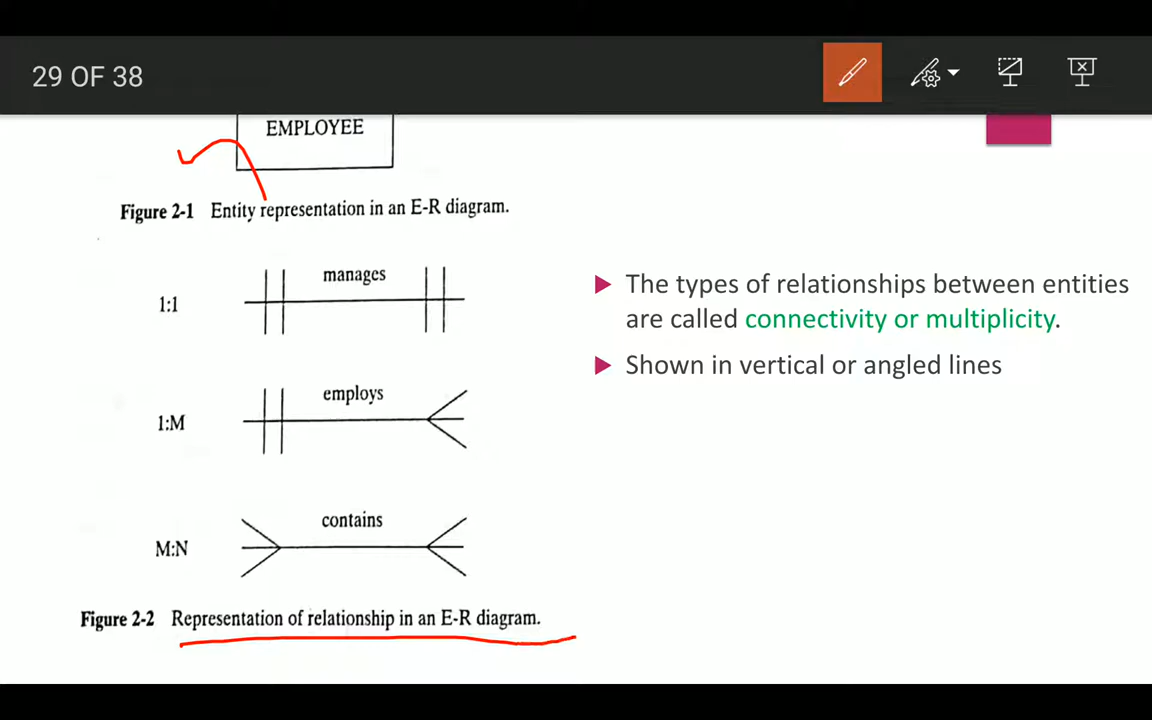 29 OF 38
EMPLOYEE
Figure 2-1 Entity representation in an E-R diagram.
1:1 manages
1:M employs
M:N contains
Figure 2-2 Representation of relationship in an E-R diagram.
The types of relationships between entities
are called connectivity or multiplicity.
Shown in vertical or angled lines